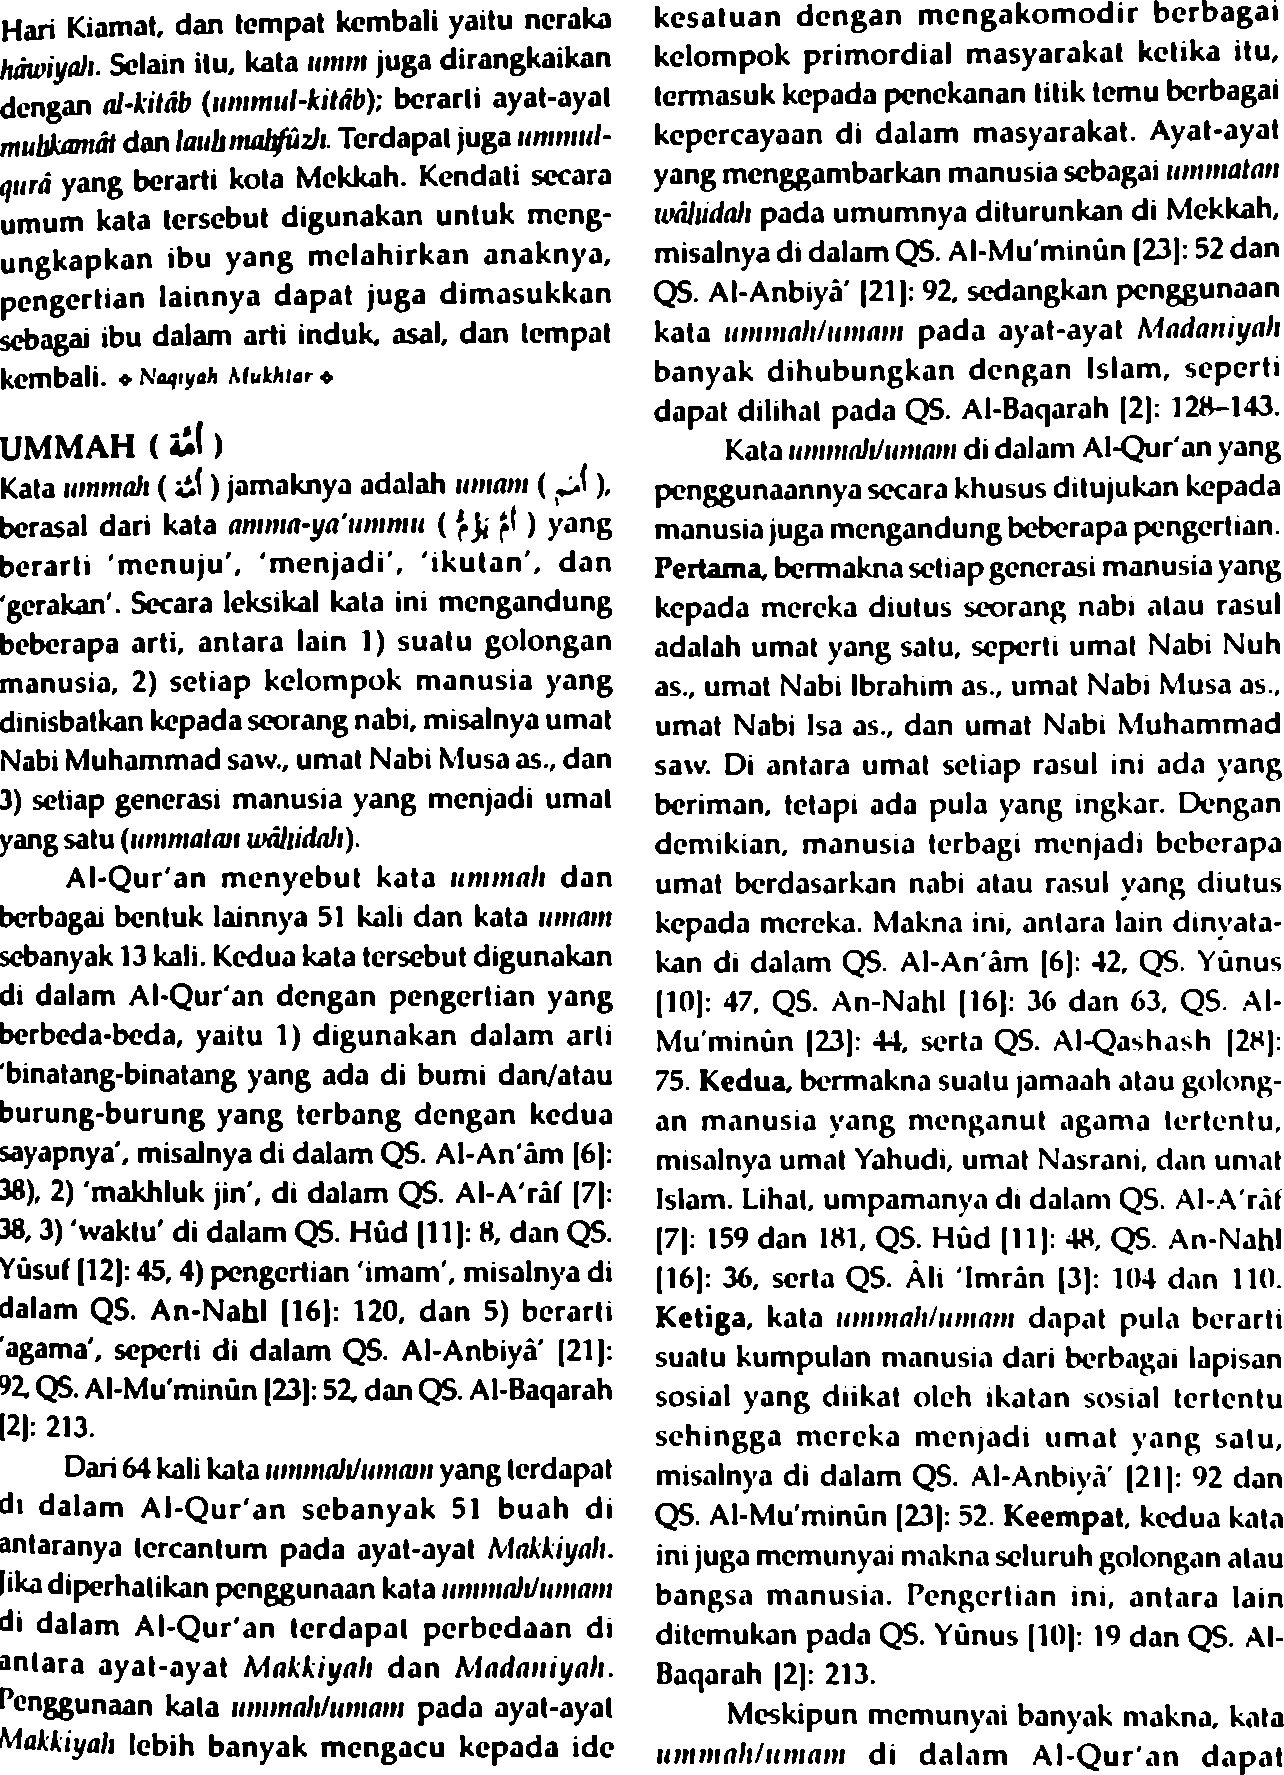 Hari Kiamat, dan tempat kembali yaitu neraka
hâwiyah. Selain itu, kata umm juga dirangkaikan
dengan al-kitâb (ummul-kitâb); berarti ayat-ayat
muhkamât dan lauh mahfûzh. Terdapat juga ummul-
qurâ yang berarti kota Mekkah. Kendati secara
umum kata tersebut digunakan untuk meng-
ungkapkan ibu yang melahirkan anaknya,
pengertian lainnya dapat juga dimasukkan
sebagai ibu dalam arti induk, asal, dan tempat
kembali. ❖ Naqiyah Mukhtar ❖
UMMAH ( أُمَّة )
Kata ummah ( أُمَّة ) jamaknya adalah umam ( أُمَم ),
berasal dari kata amma-ya'ummu ( أَمَّ يَؤُمُّ ) yang
berarti 'menuju', 'menjadi', 'ikutan', dan
'gerakan'. Secara leksikal kata ini mengandung
beberapa arti, antara lain 1) suatu golongan
manusia, 2) setiap kelompok manusia yang
dinisbatkan kepada seorang nabi, misalnya umat
Nabi Muhammad saw., umat Nabi Musa as., dan
3) setiap generasi manusia yang menjadi umat
yang satu (ummatan wâhidah).
Al-Qur'an menyebut kata ummah dan
berbagai bentuk lainnya 51 kali dan kata umam
sebanyak 13 kali. Kedua kata tersebut digunakan
di dalam Al-Qur'an dengan pengertian yang
berbeda-beda, yaitu 1) digunakan dalam arti
'binatang-binatang yang ada di bumi dan/atau
burung-burung yang terbang dengan kedua
sayapnya', misalnya di dalam QS. Al-An'âm [6]:
38), 2) 'makhluk jin', di dalam QS. Al-A'râf [7]:
38, 3) 'waktu' di dalam QS. Hûd [11]: 8, dan QS.
Yûsuf [12]: 45, 4) pengertian 'imam', misalnya di
dalam QS. An-Nahl [16]: 120, dan 5) berarti
'agama', seperti di dalam QS. Al-Anbiyâ' [21]:
92, QS. Al-Mu'minûn [23]: 52, dan QS. Al-Baqarah
[2]: 213.
Dari 64 kali kata ummah/umam yang terdapat
di dalam Al-Qur'an sebanyak 51 buah di
antaranya tercantum pada ayat-ayat Makkiyah.
Jika diperhatikan penggunaan kata ummah/umam
di dalam Al-Qur'an terdapat perbedaan di
antara ayat-ayat Makkiyah dan Madaniyah.
Penggunaan kata ummah/umam pada ayat-ayat
Makkiyah lebih banyak mengacu kepada ide
kesatuan dengan mengakomodir berbagai
kelompok primordial masyarakat ketika itu,
termasuk kepada penekanan titik temu berbagai
kepercayaan di dalam masyarakat. Ayat-ayat
yang menggambarkan manusia sebagai ummatan
wâhidah pada umumnya diturunkan di Mekkah,
misalnya di dalam QS. Al-Mu'minûn [23]: 52 dan
QS. Al-Anbiyâ' [21]: 92, sedangkan penggunaan
kata ummah/umam pada ayat-ayat Madaniyah
banyak dihubungkan dengan Islam, seperti
dapat dilihat pada QS. Al-Baqarah [2]: 128–143.
Kata ummah/umam di dalam Al-Qur'an yang
penggunaannya secara khusus ditujukan kepada
manusia juga mengandung beberapa pengertian.
Pertama, bermakna setiap generasi manusia yang
kepada mereka diutus seorang nabi atau rasul
adalah umat yang satu, seperti umat Nabi Nuh
as., umat Nabi Ibrahim as., umat Nabi Musa as.,
umat Nabi Isa as., dan umat Nabi Muhammad
saw. Di antara umat setiap rasul ini ada yang
beriman, tetapi ada pula yang ingkar. Dengan
demikian, manusia terbagi menjadi beberapa
umat berdasarkan nabi atau rasul yang diutus
kepada mereka. Makna ini, antara lain dinyata-
kan di dalam QS. Al-An'âm [6]: 42, QS. Yûnus
[10]: 47, QS. An-Nahl [16]: 36 dan 63, QS. Al-
Mu'minûn [23]: 44, serta QS. Al-Qashash [28]:
75. Kedua, bermakna suatu jamaah atau golong-
an manusia yang menganut agama tertentu,
misalnya umat Yahudi, umat Nasrani, dan umat
Islam. Lihat, umpamanya di dalam QS. Al-A'râf
[7]: 159 dan 181, QS. Hûd [11]: 48, QS. An-Nahl
[16]: 36, serta QS. Âli 'Imrân [3]: 104 dan 110.
Ketiga, kata ummah/umam dapat pula berarti
suatu kumpulan manusia dari berbagai lapisan
sosial yang diikat oleh ikatan sosial tertentu
sehingga mereka menjadi umat yang satu,
misalnya di dalam QS. Al-Anbiyâ' [21]: 92 dan
QS. Al-Mu'minûn [23]: 52. Keempat, kedua kata
ini juga memunyai makna seluruh golongan atau
bangsa manusia. Pengertian ini, antara lain
ditemukan pada QS. Yûnus [10]: 19 dan QS. Al-
Baqarah [2]: 213.
Meskipun memunyai banyak makna, kata
ummah/umam di dalam Al-Qur'an dapat